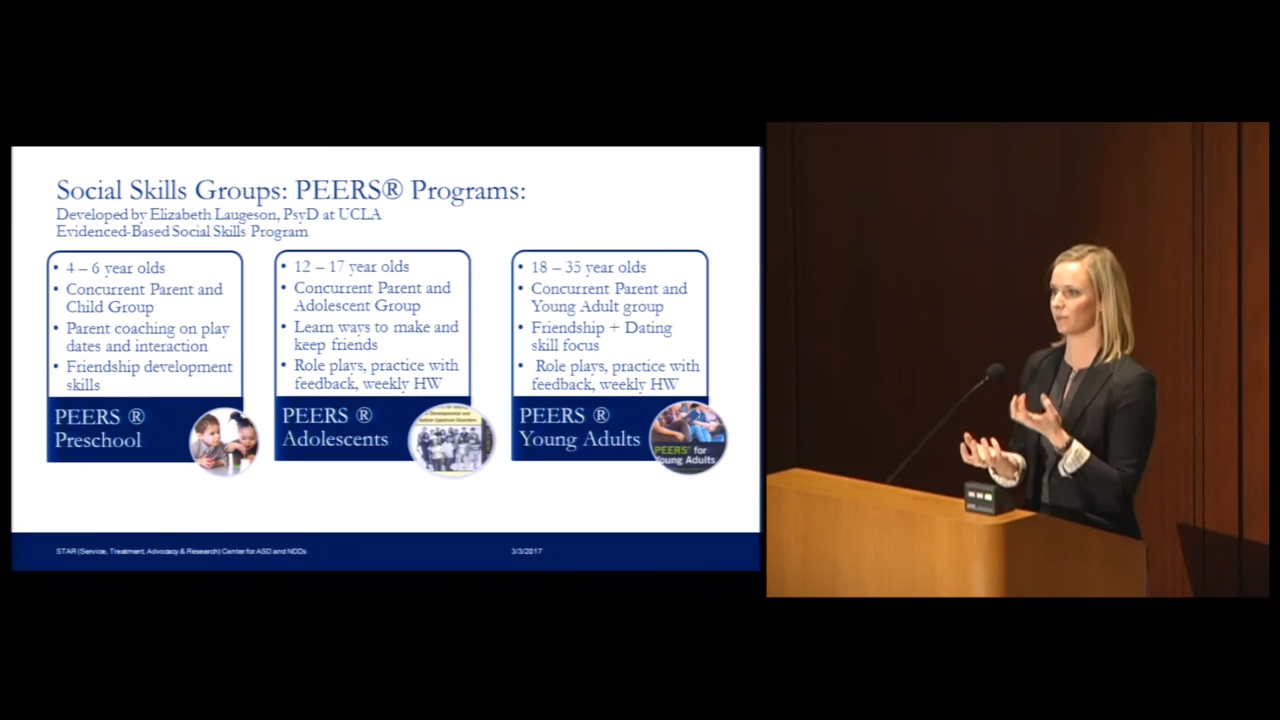 Social Skills Groups: PEERS® Programs:
Developed by Elizabeth Laugeson, PsyD at UCLA
Evidenced-Based Social Skills Program
• 4 – 6 year olds
• Concurrent Parent and
Child Group
• Parent coaching on play
dates and interaction
• Friendship development
skills
PEERS ®
Preschool
• 12 – 17 year olds
• Concurrent Parent and
Adolescent Group
• Learn ways to make and
keep friends
• Role plays, practice with
feedback, weekly HW
PEERS ®
Adolescents
Developmental and
Autism Spectrum Disorders
• 18 – 35 year olds
• Concurrent Parent and
Young Adult group
• Friendship + Dating
skill focus
• Role plays, practice with
feedback, weekly HW
PEERS ®
Young Adults
PEERS® for
Young Adults
STAR (Service, Treatment, Advocacy & Research) Center for ASD and NDDs
3/3/2017